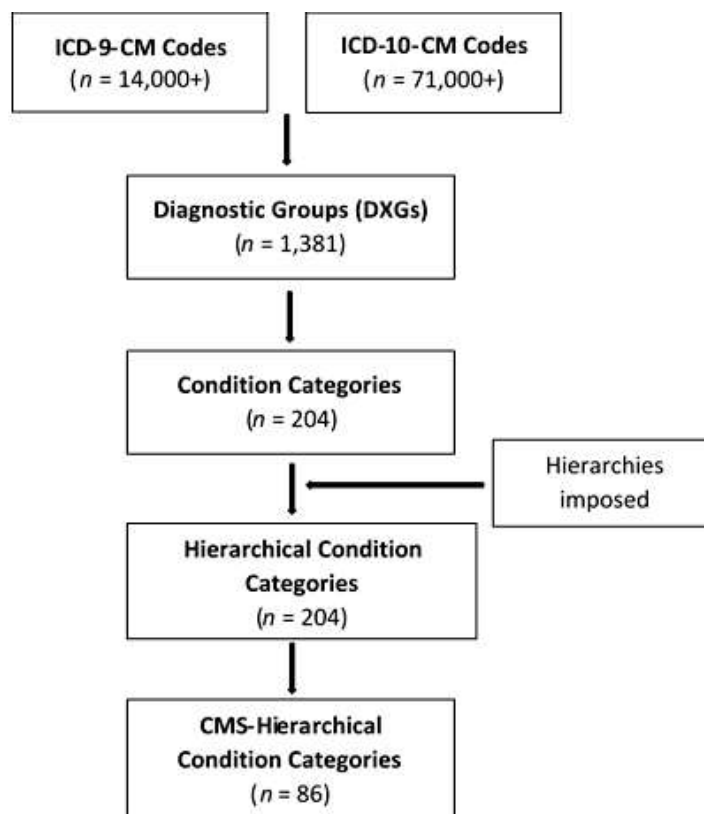 ICD-9-CM Codes
(n = 14,000+)
ICD-10-CM Codes
(n = 71,000+)
Diagnostic Groups (DXGs)
(n = 1,381)
Condition Categories
(n = 204)
Hierarchies
imposed
Hierarchical Condition
Categories
(n = 204)
CMS-Hierarchical
Condition Categories
(n = 86)